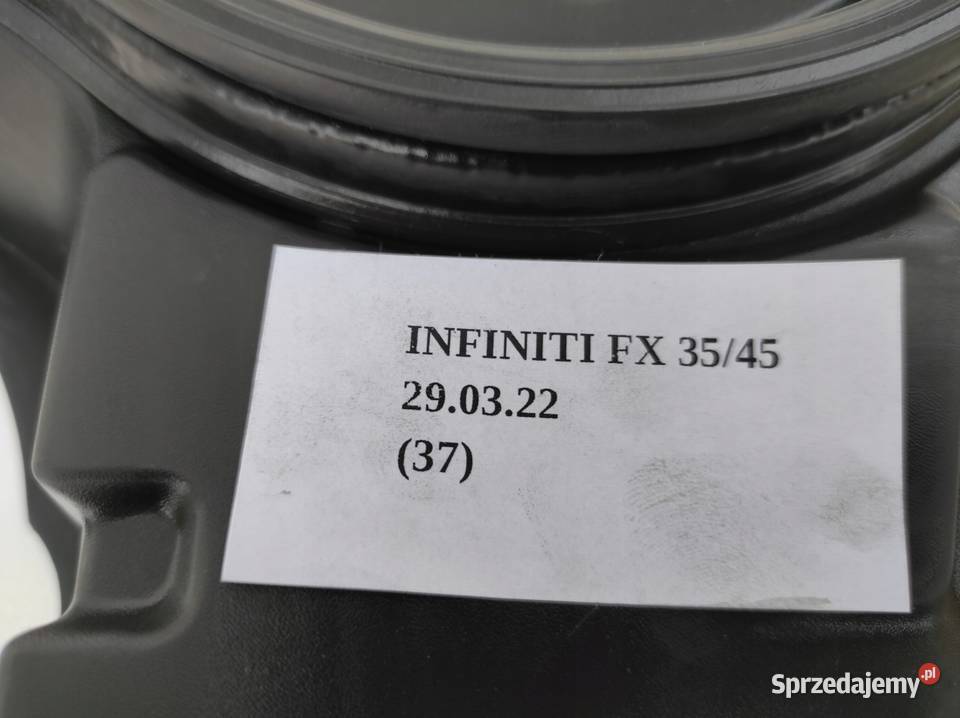 INFINITI FX 35/45
29.03.22
(37)
Sprzedajemy.pl